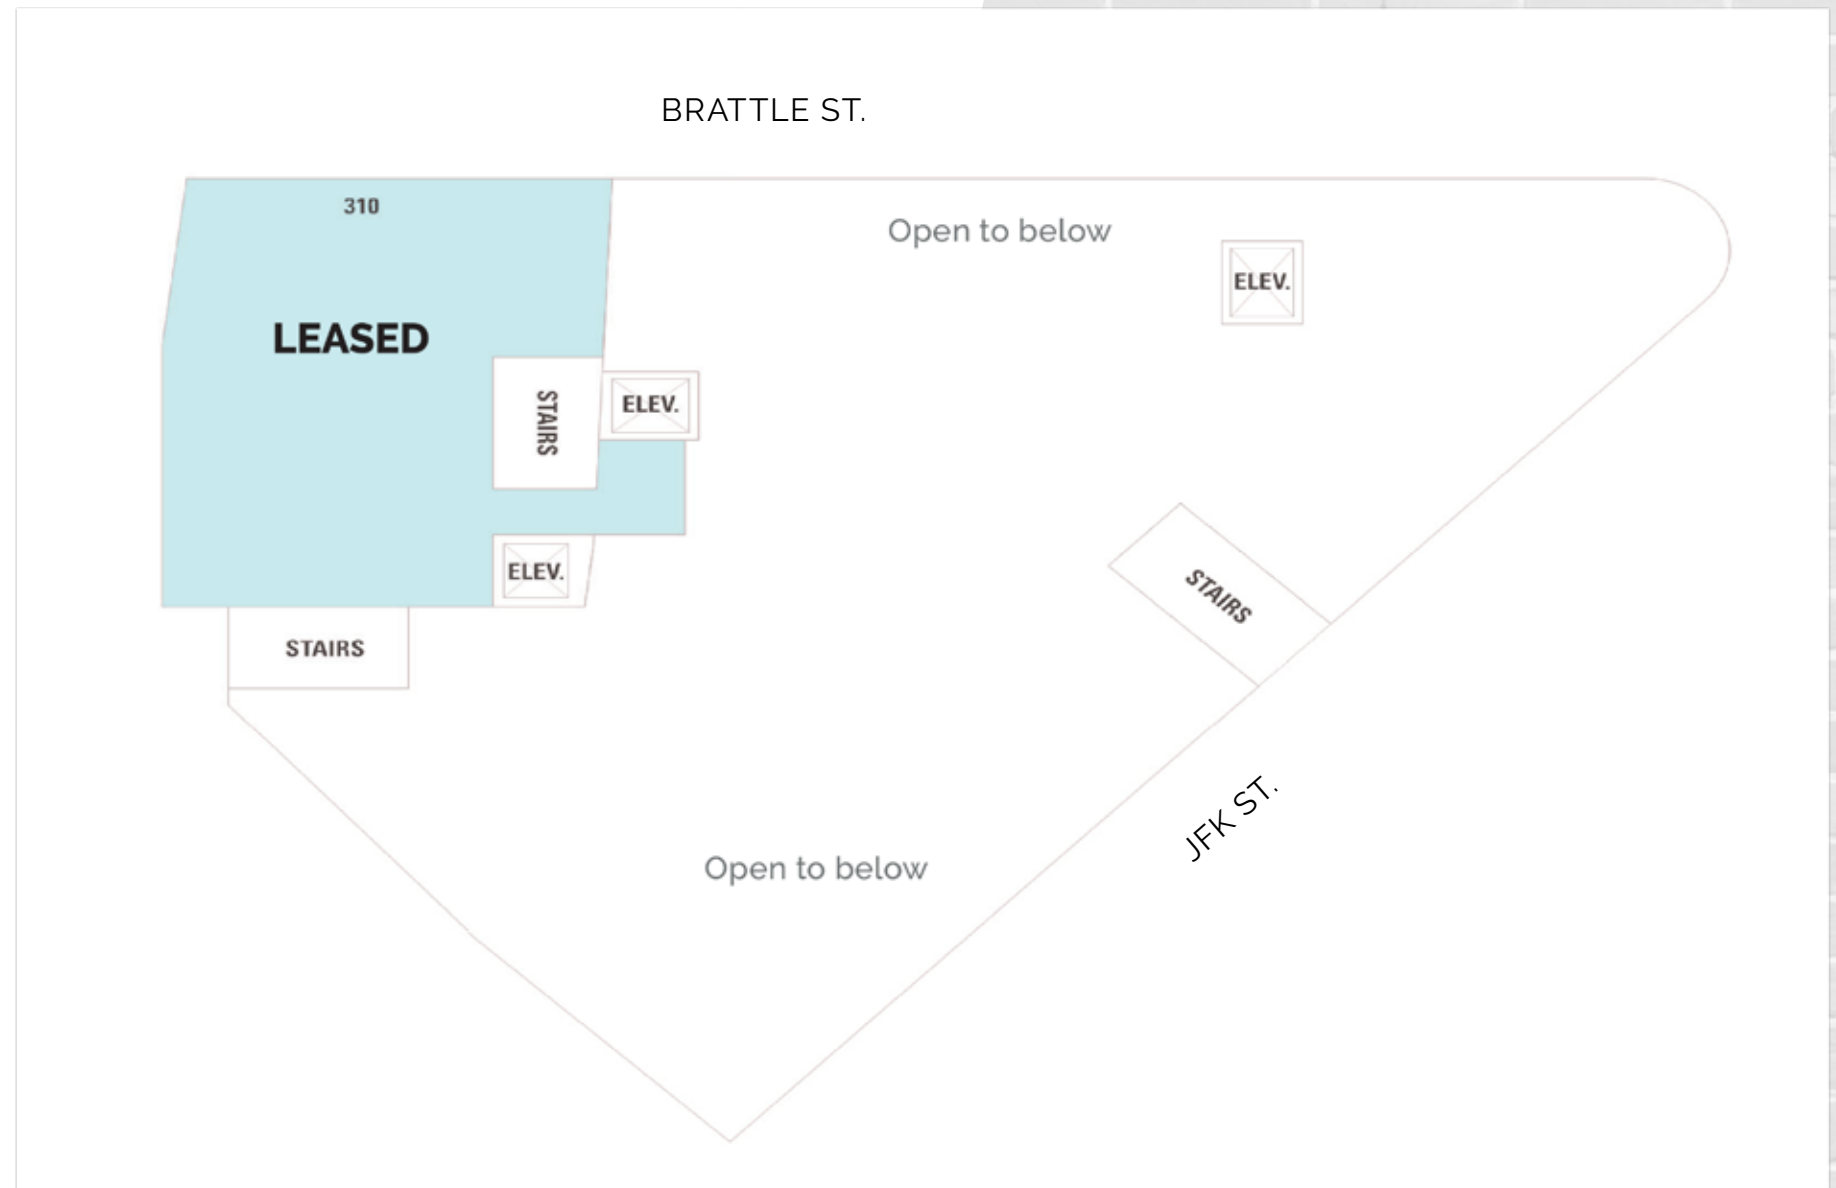 BRATTLE ST.
310
Open to below
ELEV.
LEASED
STAIRS
ELEV.
ELEV.
STAIRS
STAIRS
JFK ST.
Open to below